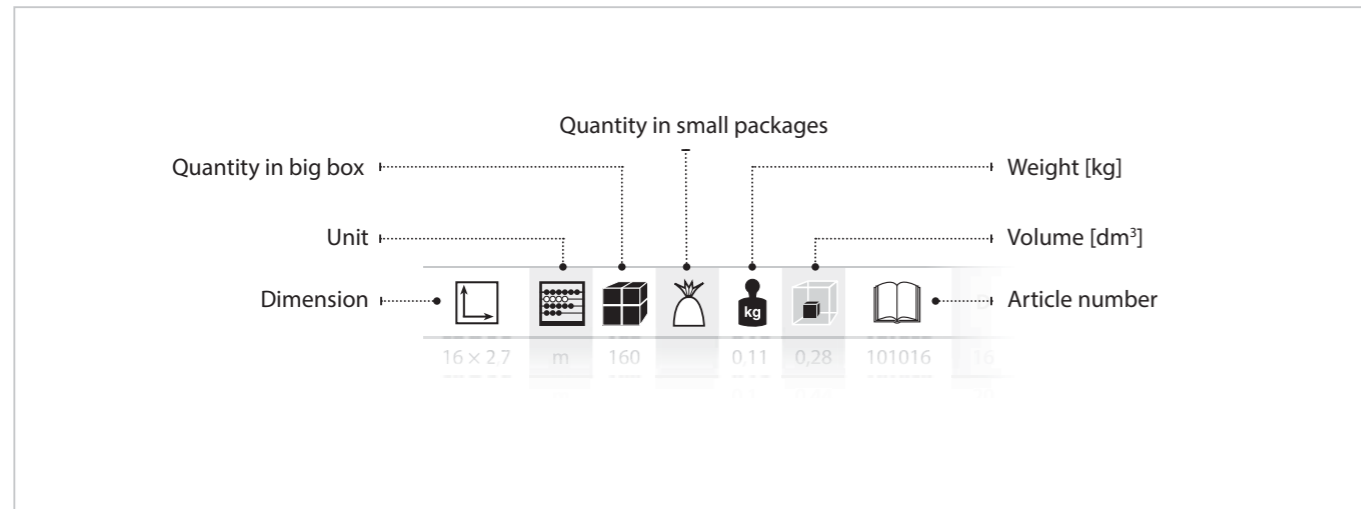 Quantity in small packages
Quantity in big box
Weight [kg]
Unit
Volume [dm³]
Dimension
kg
Article number
16 × 2,7 m 160 0,11 0,28 101016 16